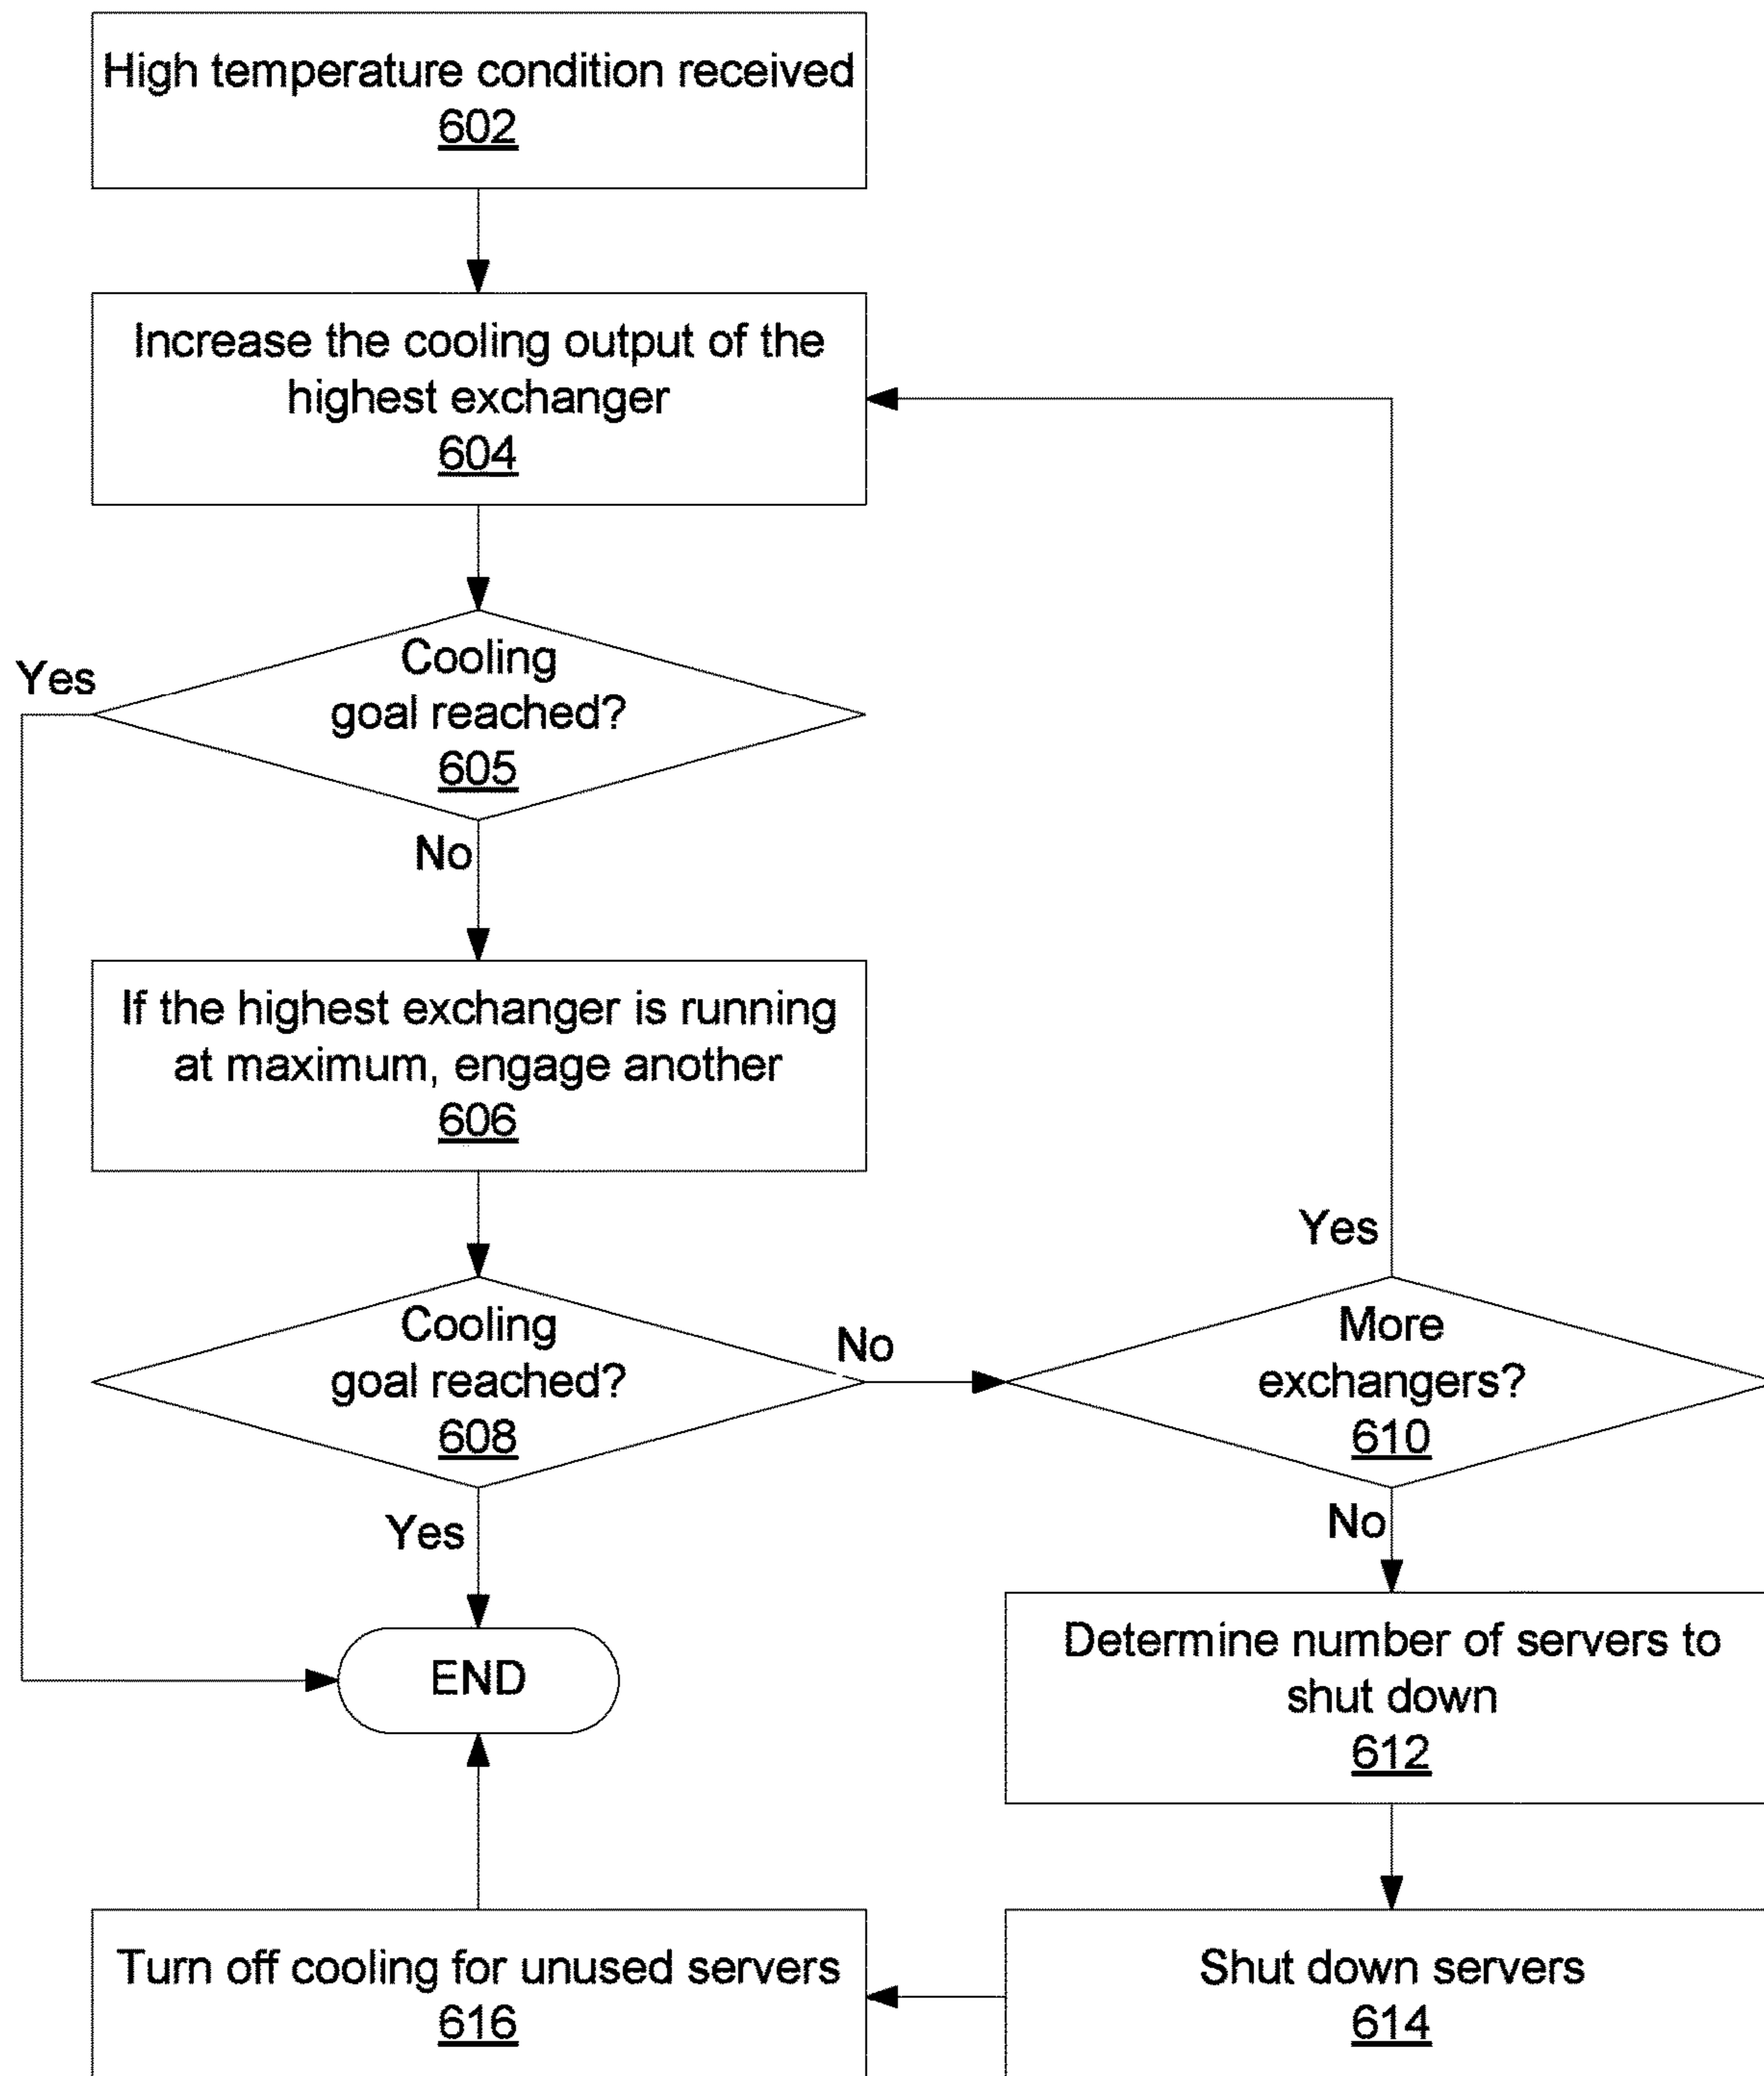 High temperature condition received
602
Increase the cooling output of the
highest exchanger
604
Cooling
goal reached?
605
Yes
No
If the highest exchanger is running
at maximum, engage another
606
Cooling
goal reached?
608
No
Yes
More
exchangers?
610
Yes
No
END
Determine number of servers to
shut down
612
Shut down servers
614
Turn off cooling for unused servers
616